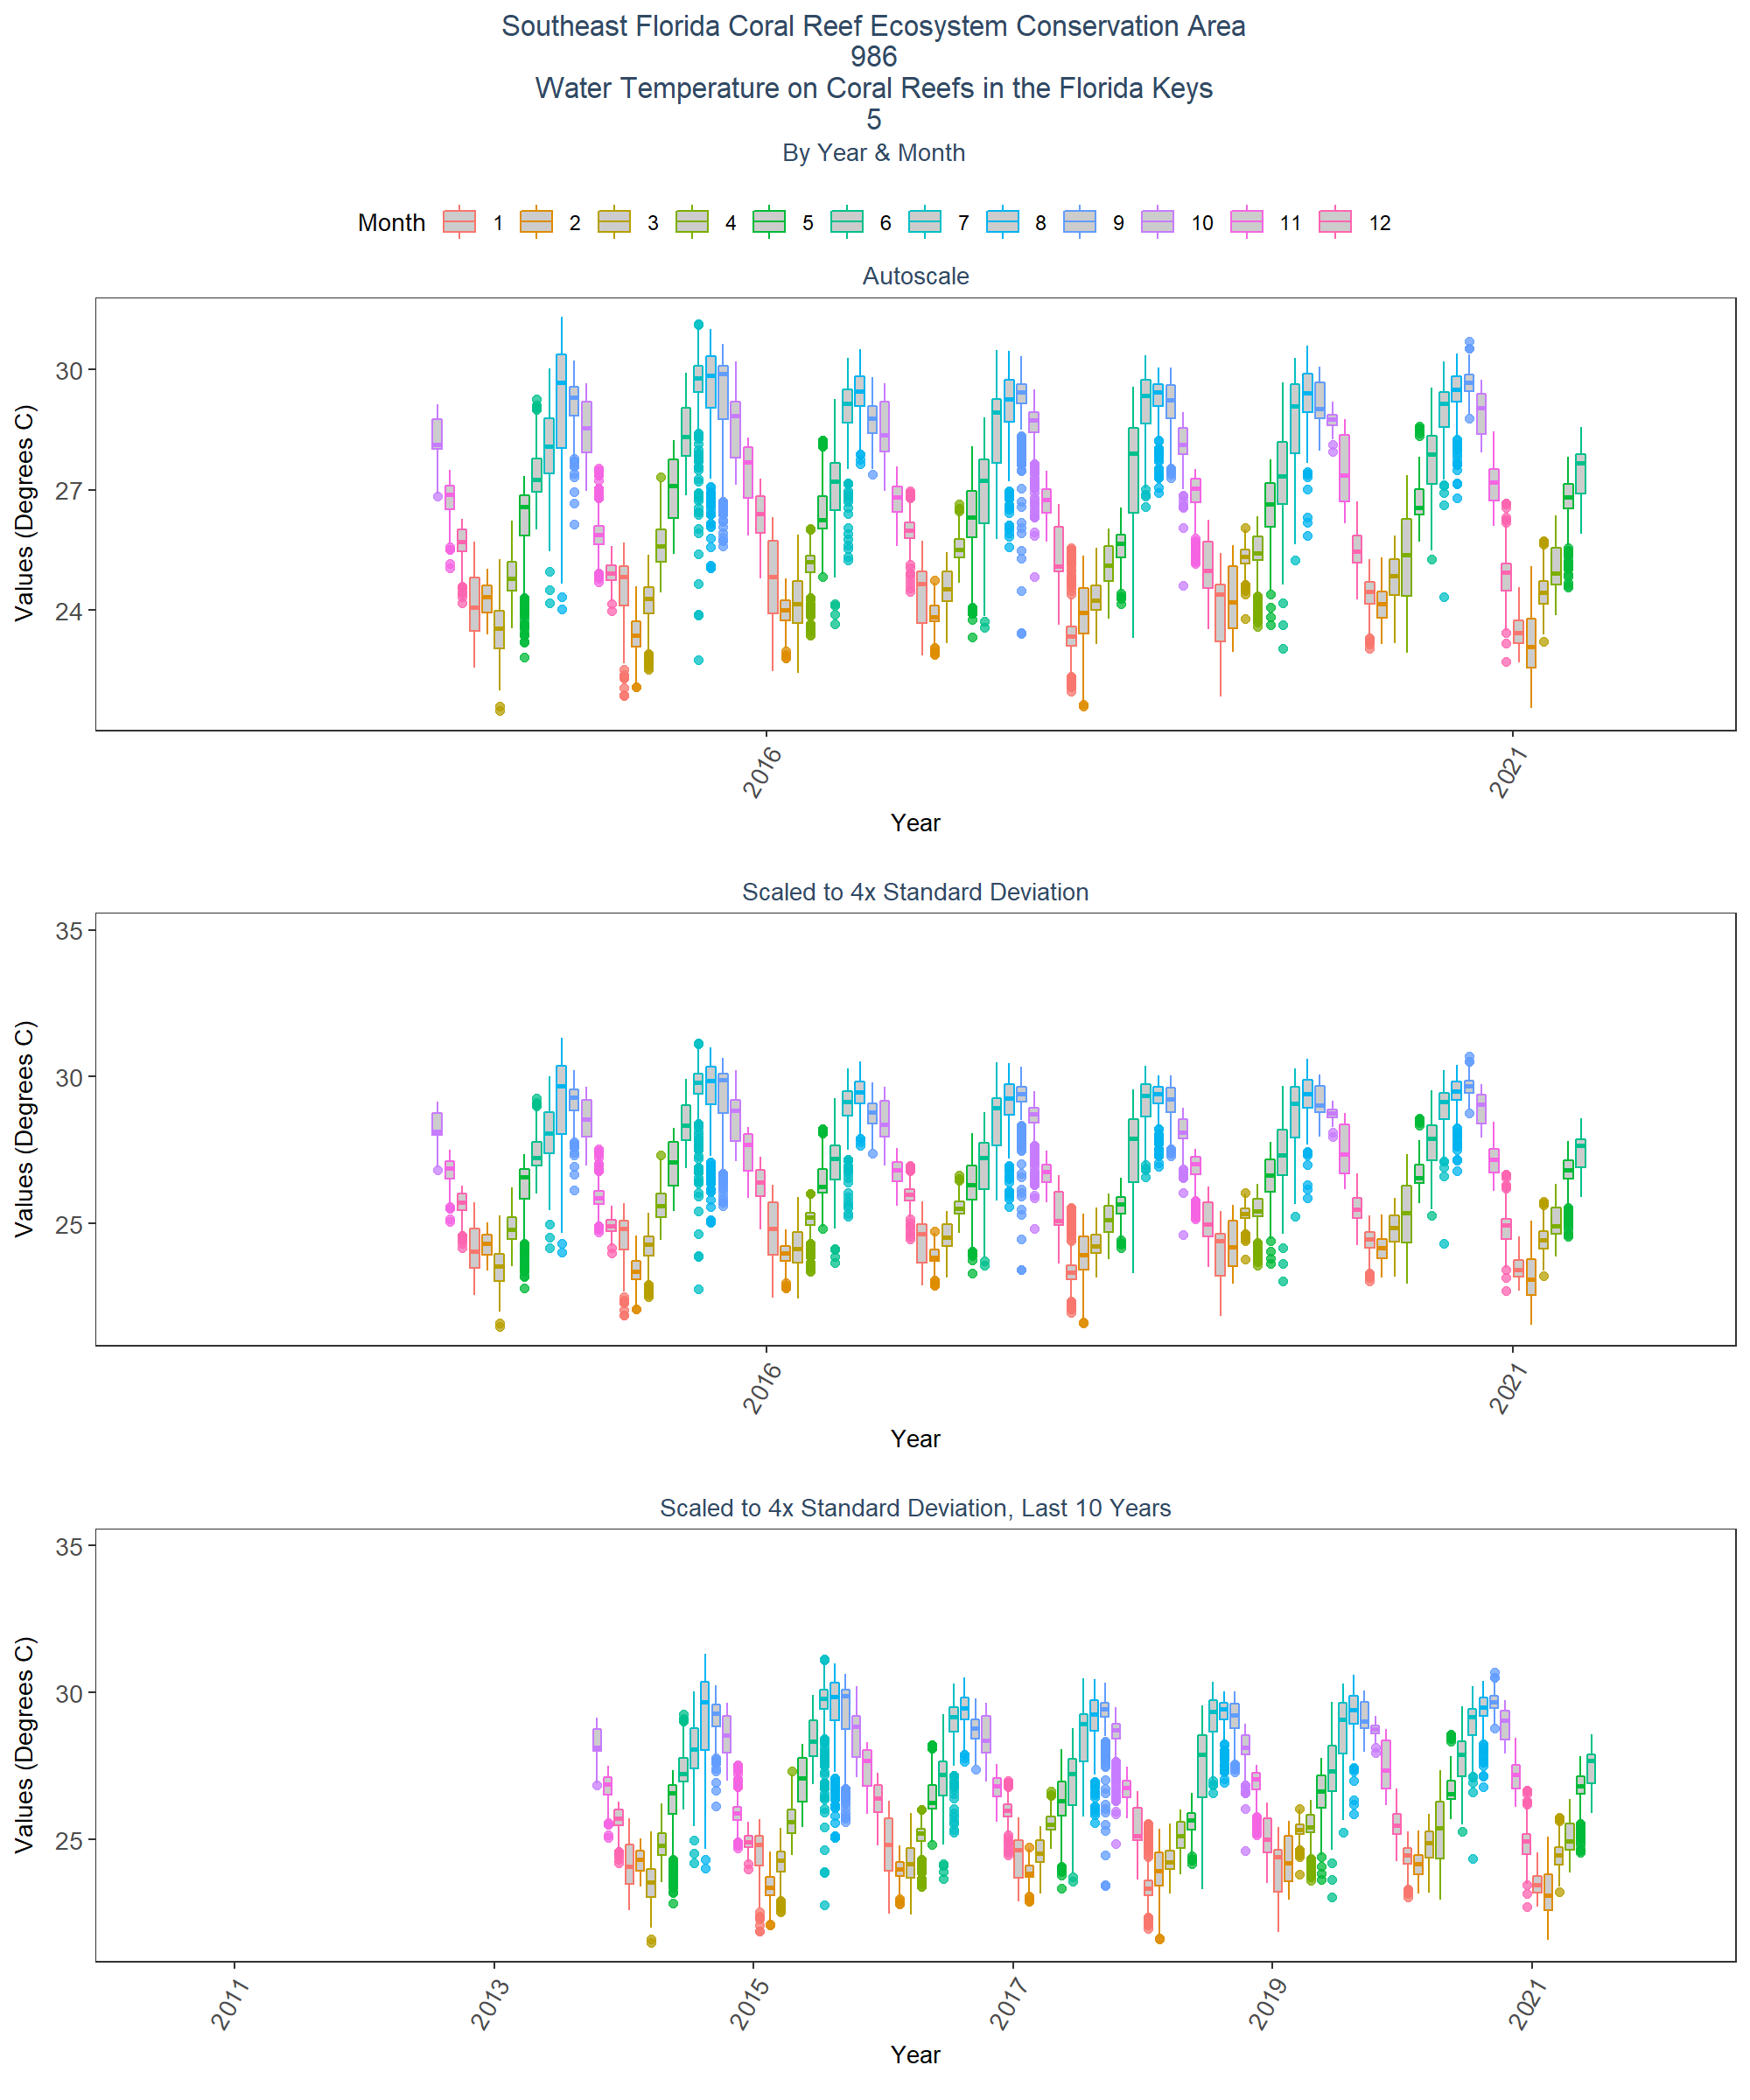 Southeast Florida Coral Reef Ecosystem Conservation Area
986
Water Temperature on Coral Reefs in the Florida Keys
5
By Year & Month
Month 1 2 3 4 5 6 7 8 9 10 11 12
Autoscale
Values (Degrees C)
30
27
24
2016 2021
Year
Scaled to 4x Standard Deviation
Values (Degrees C)
35
30
25
2016 2021
Year
Scaled to 4x Standard Deviation, Last 10 Years
Values (Degrees C)
35
30
25
2011 2013 2015 2017 2019 2021
Year